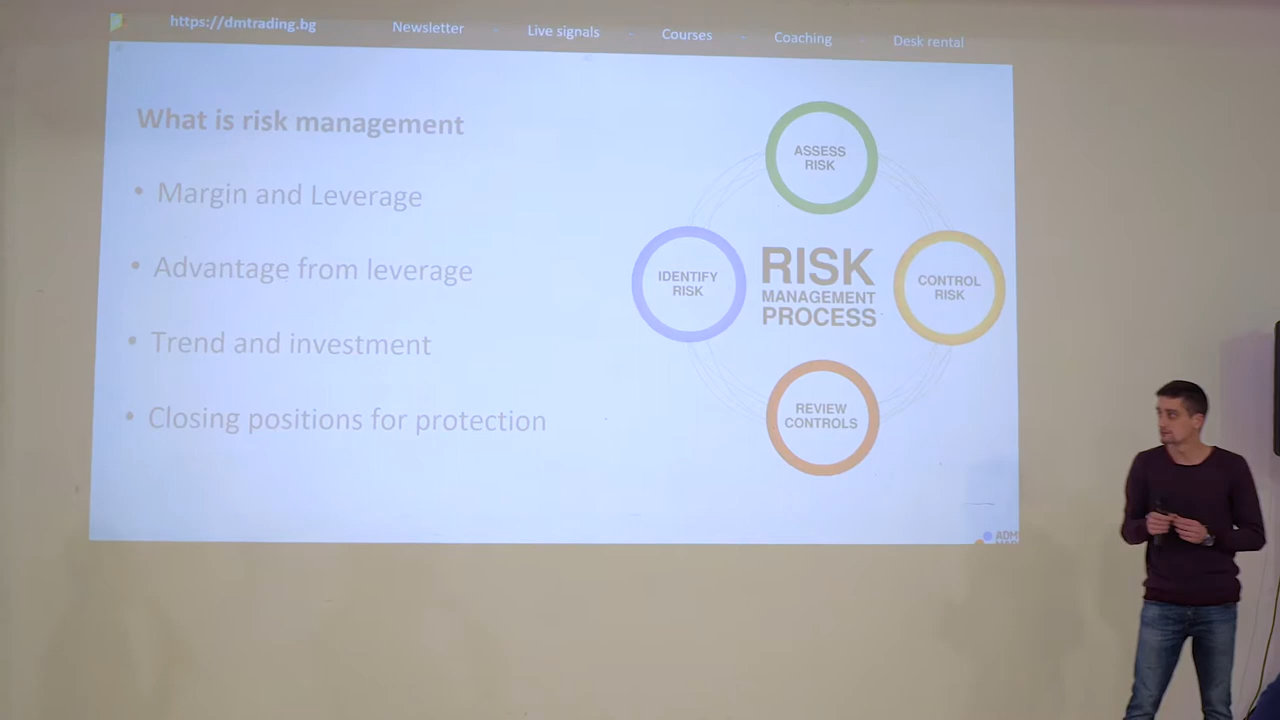 https://dmtrading.bg Newsletter - Live signals - Courses - Coaching - Desk rental
What is risk management
• Margin and Leverage
• Advantage from leverage
• Trend and investment
• Closing positions for protection
ASSESS
RISK
IDENTIFY
RISK
RISK
MANAGEMENT
PROCESS
CONTROL
RISK
REVIEW
CONTROLS
ADM